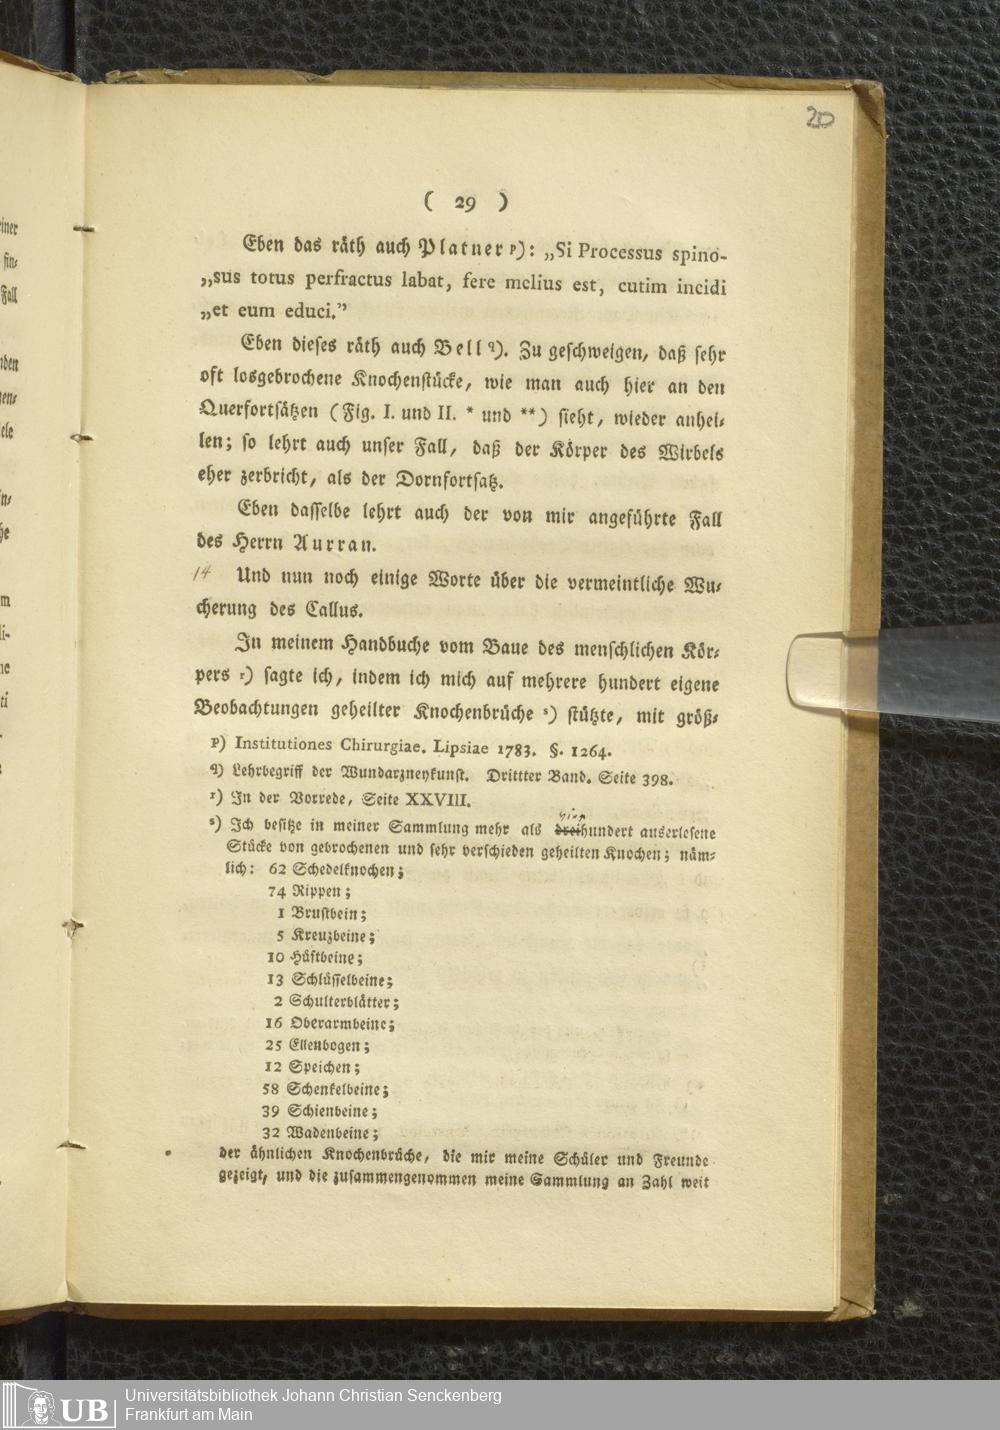 20
( 29 )
Eben das räth auch Platner p): „Si Processus spino-
„sus totus perfractus labat, fere melius est, cutim incidi
„et eum educi.”
Eben dieses räth auch Bell q). Zu geschweigen, daß sehr
oft losgebrochene Knochenstücke, wie man auch hier an den
Querfortsätzen (Fig. I. und II. * und **) sieht, wieder anhei-
len; so lehrt auch unser Fall, daß der Körper des Wirbels
eher zerbricht, als der Dornfortsatz.
Eben dasselbe lehrt auch der von mir angeführte Fall
des Herrn Aurran.
14 Und nun noch einige Worte über die vermeintliche Wu-
cherung des Callus.
In meinem Handbuche vom Baue des menschlichen Kör-
pers r) sagte ich, indem ich mich auf mehrere hundert eigene
Beobachtungen geheilter Knochenbrüche s) stützte, mit größ-
p) Institutiones Chirurgiae. Lipsiae 1783. §. 1264.
q) Lehrbegriff der Wundarzneykunst. Drittter Band. Seite 398.
r) In der Vorrede, Seite XXVIII.
s) Ich besitze in meiner Sammlung mehr als dreihundert auserlesene
Stücke von gebrochenen und sehr verschieden geheilten Knochen; näm-
lich: 62 Schedelknochen;
74 Rippen;
1 Brustbein;
5 Kreuzbeine;
10 Hüftbeine;
13 Schlüsselbeine;
2 Schulterblätter;
16 Oberarmbeine;
25 Ellenbogen;
12 Speichen;
58 Schenkelbeine;
39 Schienbeine;
32 Wadenbeine;
der ähnlichen Knochenbrüche, die mir meine Schüler und Freunde
gezeigt, und die zusammengenommen meine Sammlung an Zahl weit
UB
Universitätsbibliothek Johann Christian Senckenberg
Frankfurt am Main